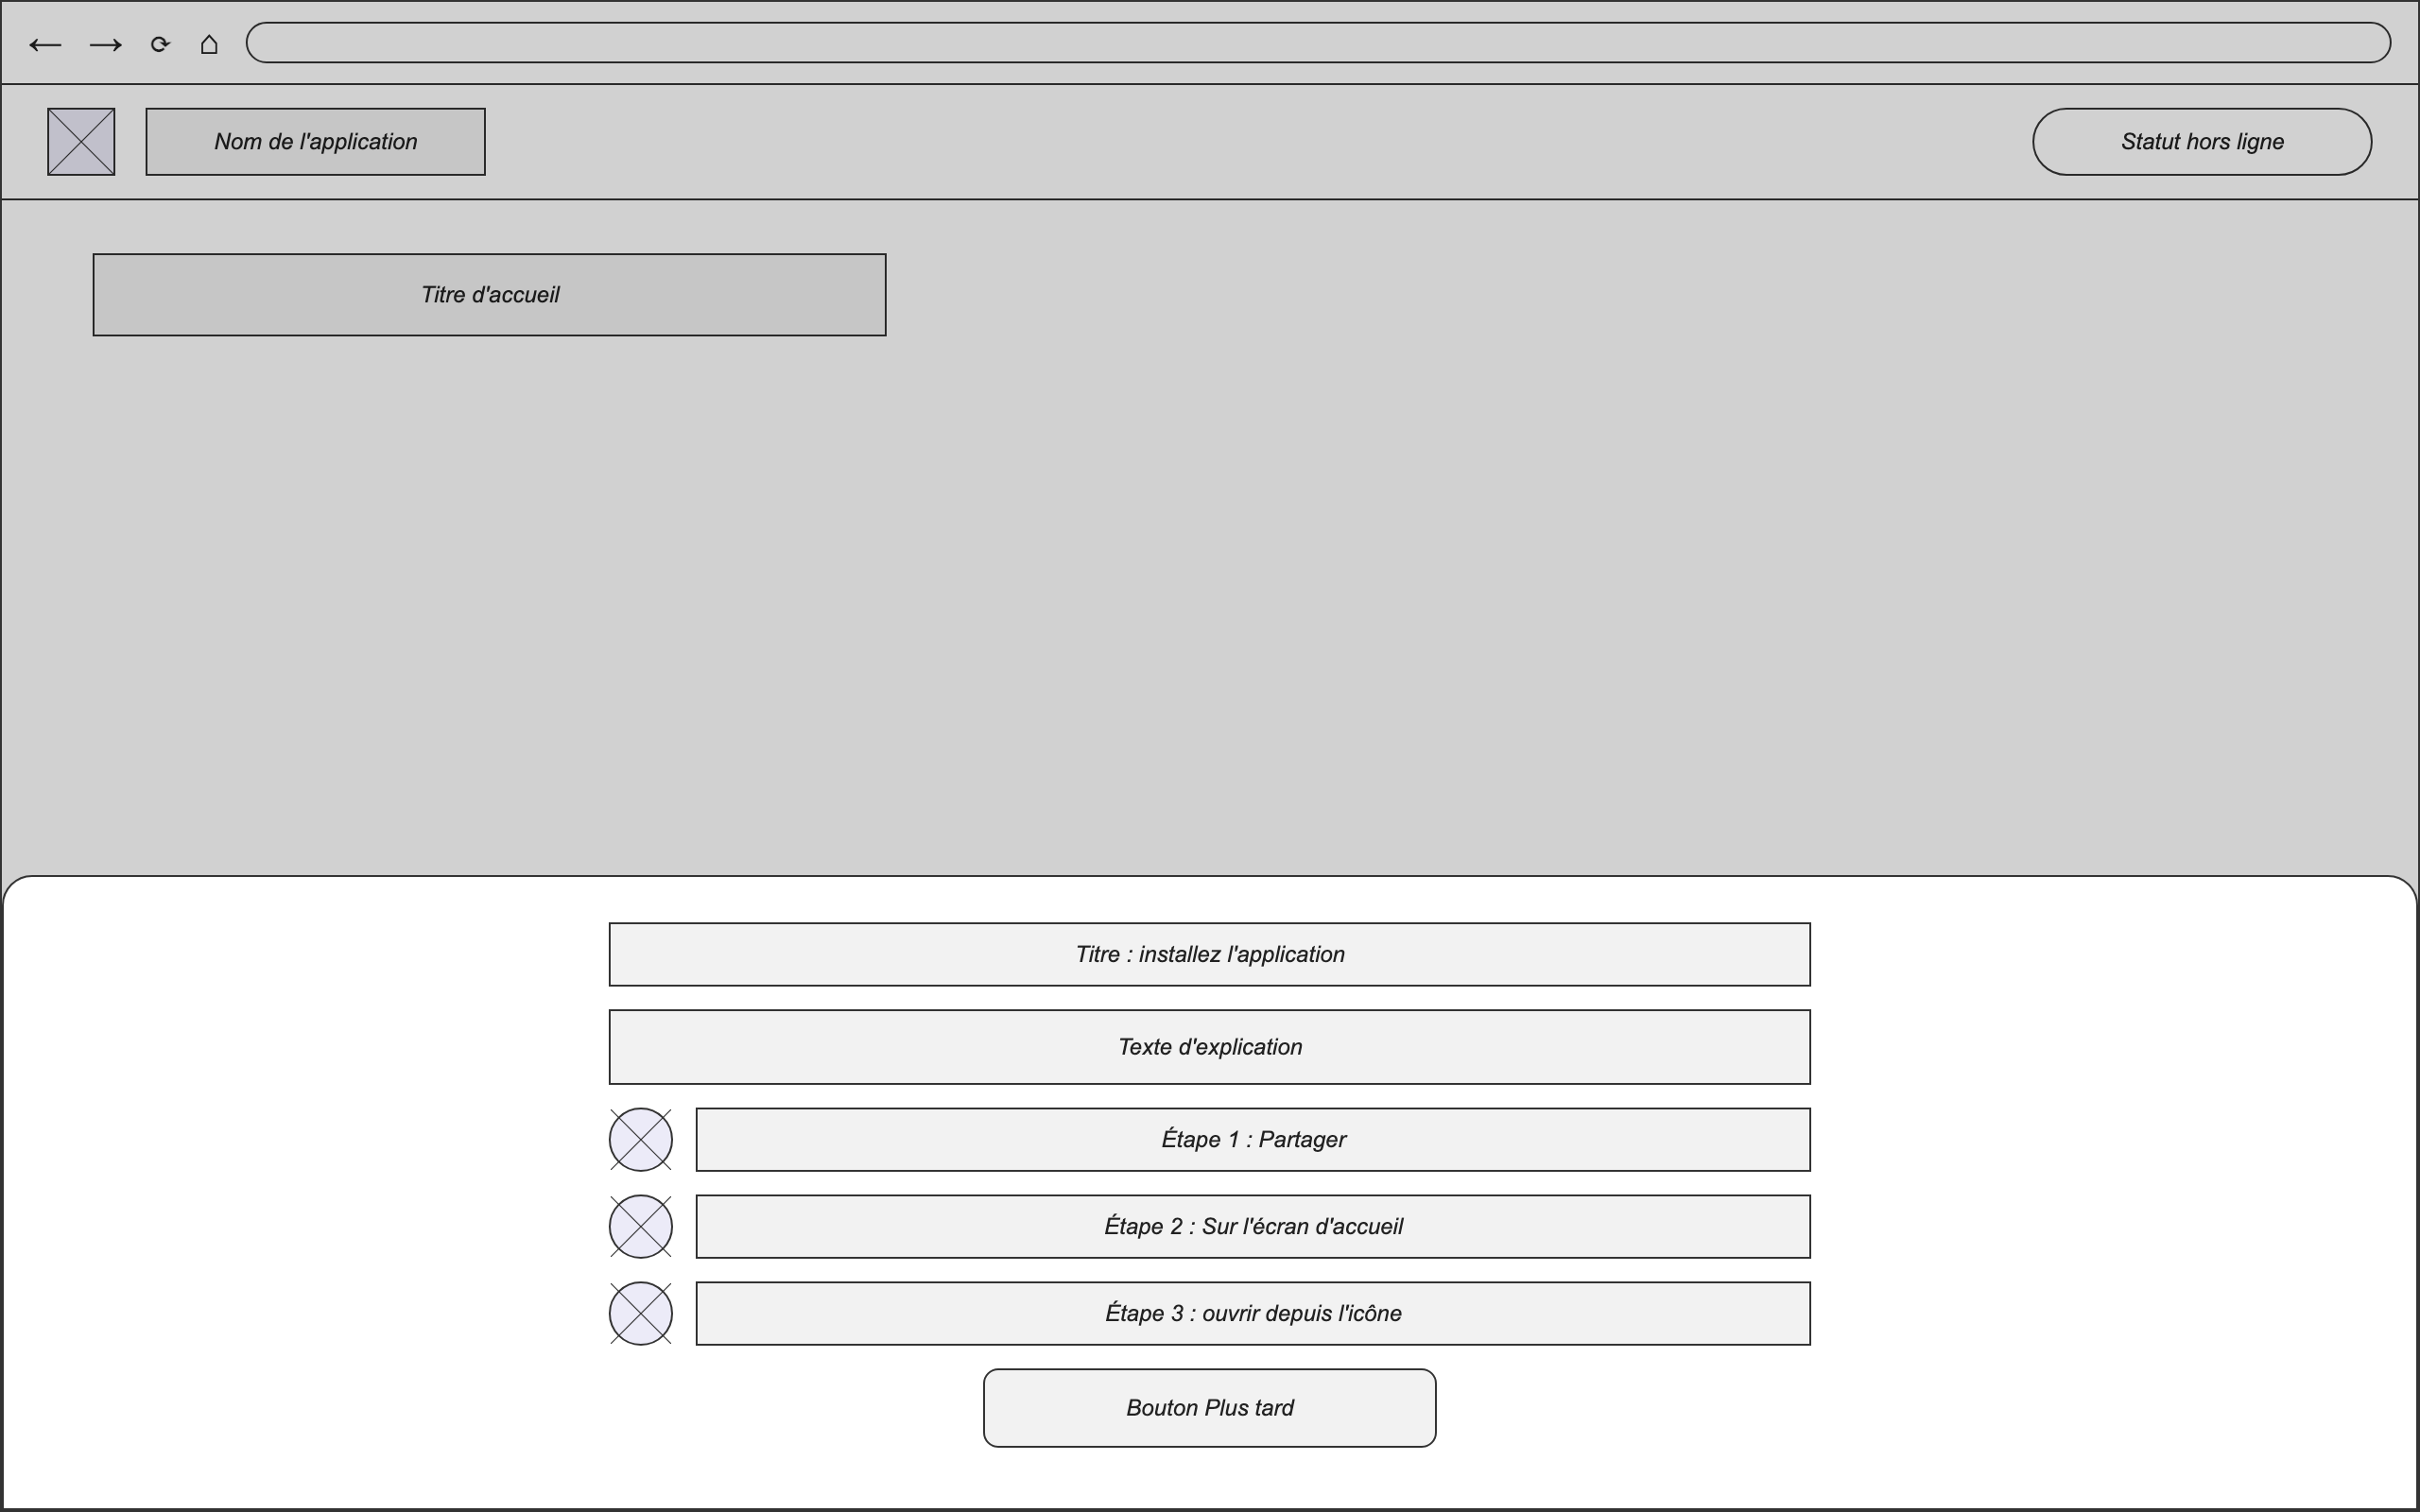 Nom de l'application
Statut hors ligne
Titre d'accueil
Titre : installez l'application
Texte d'explication
Étape 1 : Partager
Étape 2 : Sur l'écran d'accueil
Étape 3 : ouvrir depuis l'icône
Bouton Plus tard